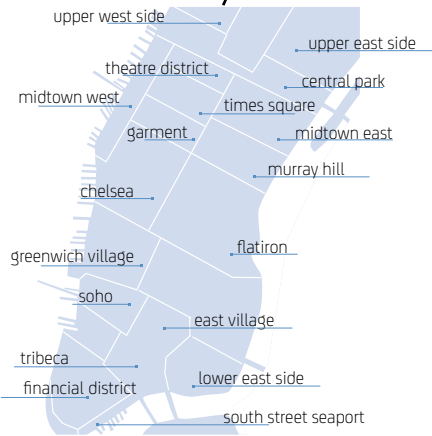 upper west side
upper east side
theatre district
central park
midtown west
times square
garment
midtown east
murray hill
chelsea
flatiron
greenwich village
soho
east village
tribeca
lower east side
financial district
south street seaport